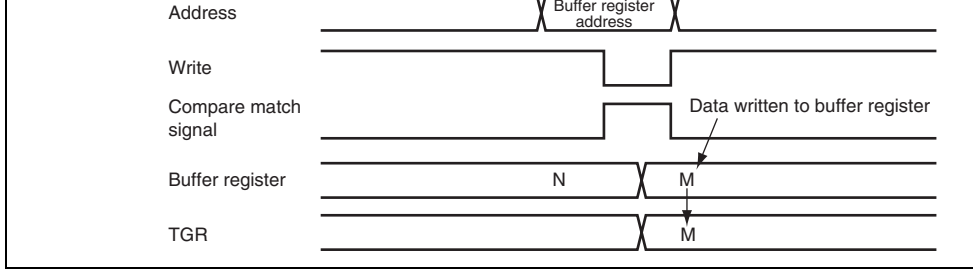 Buffer register
Address
address
Write
Compare match
signal
Data written to buffer register
Buffer register
N
M
TGR
M